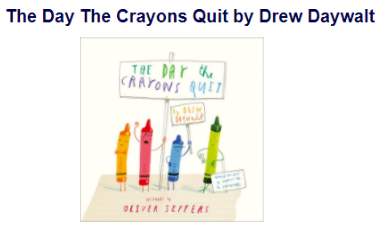 The Day The Crayons Quit by Drew Daywalt
THE DAY the
CRAYONS QUIT
by DREW
DAYWALT
PICTURES by
OLIVER JEFFERS